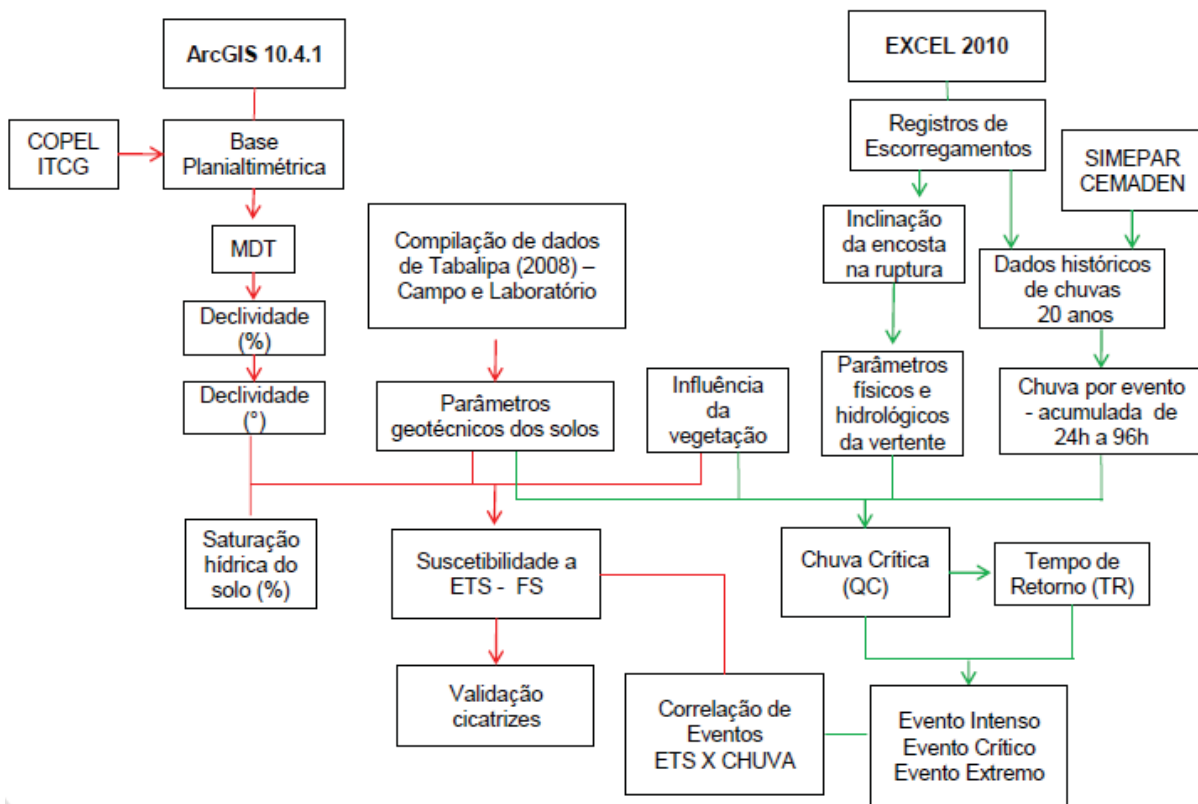 ArcGIS 10.4.1
EXCEL 2010
COPEL
ITCG
Base
Planialtimétrica
Registros de
Escorregamentos
SIMEPAR
CEMADEN
MDT
Compilação de dados
de Tabalipa (2008) –
Campo e Laboratório
Inclinação
da encosta
na ruptura
Dados históricos
de chuvas
20 anos
Declividade
(%)
Declividade
(°)
Parâmetros
geotécnicos dos solos
Influência
da
vegetação
Parâmetros
físicos e
hidrológicos
da vertente
Chuva por evento
- acumulada de
24h a 96h
Saturação
hídrica do
solo (%)
Suscetibilidade a
ETS - FS
Chuva Crítica
(QC)
Tempo de
Retorno (TR)
Validação
cicatrizes
Correlação de
Eventos
ETS X CHUVA
Evento Intenso
Evento Crítico
Evento Extremo